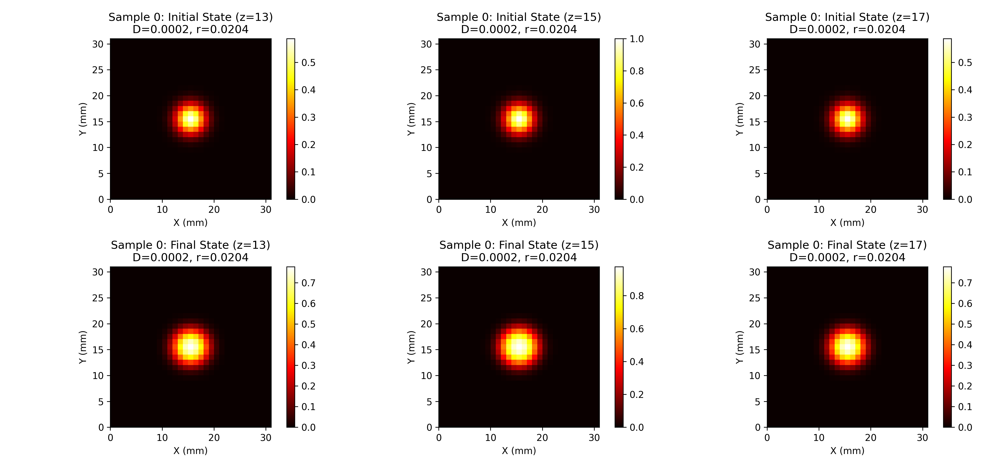 Sample 0: Initial State (z=13)
D=0.0002, r=0.0204
30
25
20
15
10
5
0
Y (mm)
0 10 20 30
X (mm)
0.5
0.4
0.3
0.2
0.1
0.0
Sample 0: Initial State (z=15)
D=0.0002, r=0.0204
30
25
20
15
10
5
0
Y (mm)
0 10 20 30
X (mm)
1.0
0.8
0.6
0.4
0.2
0.0
Sample 0: Initial State (z=17)
D=0.0002, r=0.0204
30
25
20
15
10
5
0
Y (mm)
0 10 20 30
X (mm)
0.5
0.4
0.3
0.2
0.1
0.0
Sample 0: Final State (z=13)
D=0.0002, r=0.0204
30
25
20
15
10
5
0
Y (mm)
0 10 20 30
X (mm)
0.7
0.6
0.5
0.4
0.3
0.2
0.1
0.0
Sample 0: Final State (z=15)
D=0.0002, r=0.0204
30
25
20
15
10
5
0
Y (mm)
0 10 20 30
X (mm)
0.8
0.6
0.4
0.2
0.0
Sample 0: Final State (z=17)
D=0.0002, r=0.0204
30
25
20
15
10
5
0
Y (mm)
0 10 20 30
X (mm)
0.7
0.6
0.5
0.4
0.3
0.2
0.1
0.0